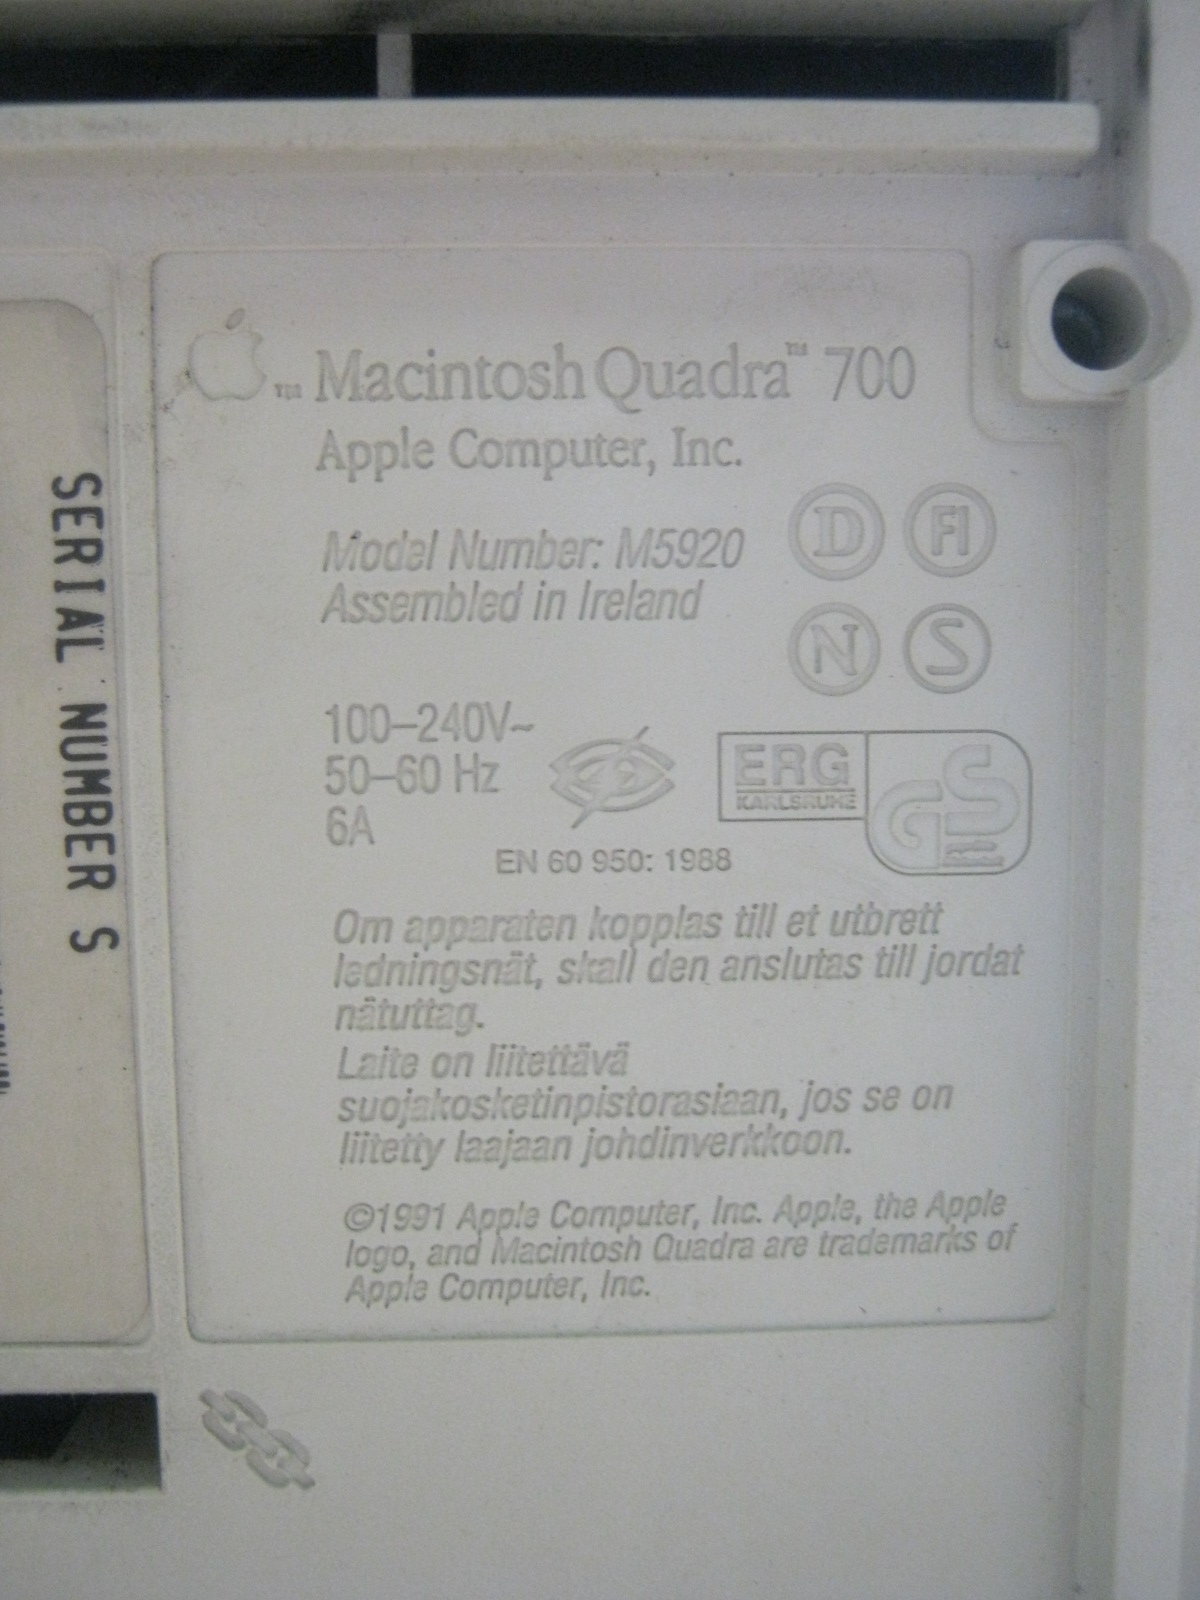 SERIAL NUMBER S
™ Macintosh Quadra™ 700
Apple Computer, Inc.
Model Number: M5920
Assembled in Ireland
D FI
N S
100–240V~
50–60 Hz
6A
ERG
KARLSRUHE
GS
EN 60 950: 1988
Om apparaten kopplas till et utbrett
ledningsnät, skall den anslutas till jordat
nätuttag.
Laite on liitettävä
suojakosketinpistorasiaan, jos se on
liitetty laajaan johdinverkkoon.
©1991 Apple Computer, Inc. Apple, the Apple
logo, and Macintosh Quadra are trademarks of
Apple Computer, Inc.